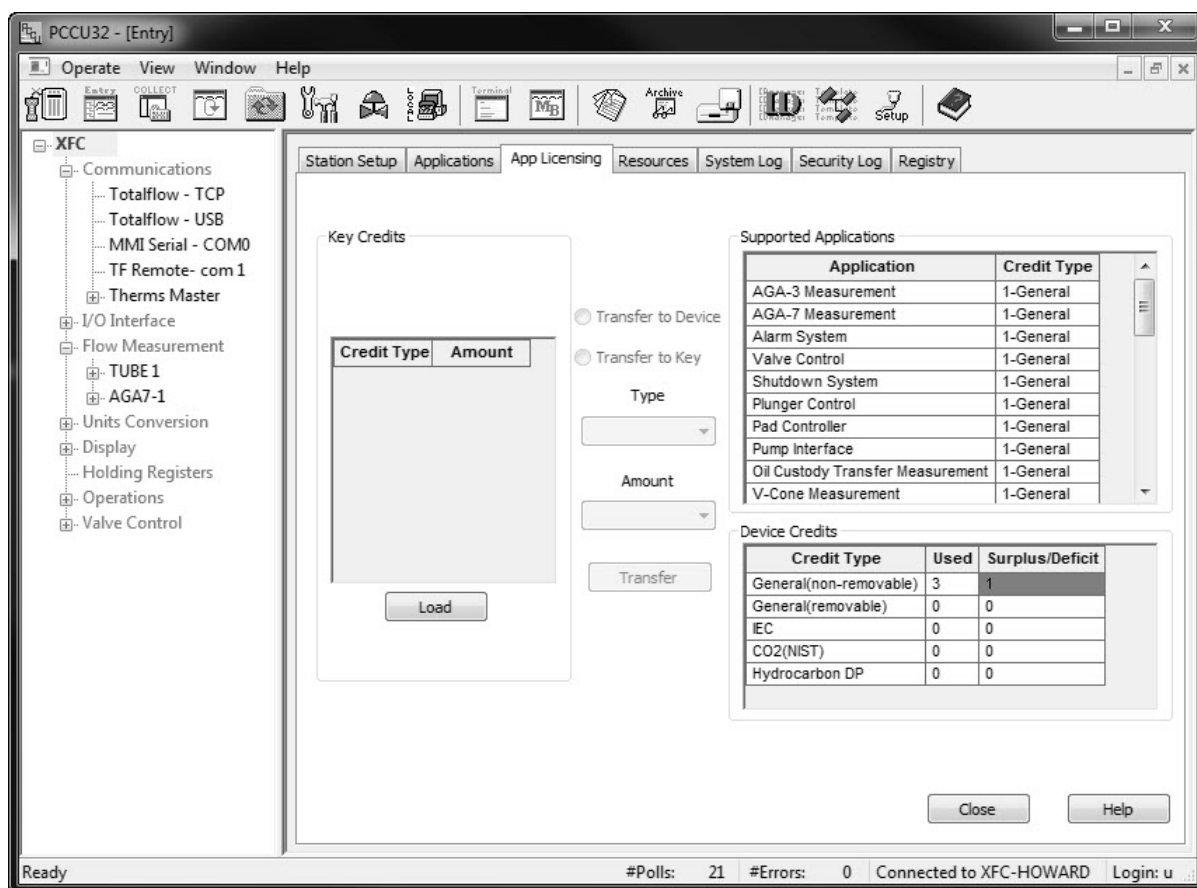 PCCU32 - [Entry]
Operate View Window Help
Entry
COLLECT
LOCAL
Terminal
MB
Archive
ID
Setup
XFC
Communications
Totalflow - TCP
Totalflow - USB
MMI Serial - COM0
TF Remote- com 1
Therms Master
I/O Interface
Flow Measurement
TUBE 1
AGA7-1
Units Conversion
Display
Holding Registers
Operations
Valve Control
Station Setup Applications App Licensing Resources System Log Security Log Registry
Key Credits
Credit Type Amount
Load
Transfer to Device
Transfer to Key
Type
Amount
Transfer
Supported Applications
Application Credit Type
AGA-3 Measurement 1-General
AGA-7 Measurement 1-General
Alarm System 1-General
Valve Control 1-General
Shutdown System 1-General
Plunger Control 1-General
Pad Controller 1-General
Pump Interface 1-General
Oil Custody Transfer Measurement 1-General
V-Cone Measurement 1-General
Device Credits
Credit Type Used Surplus/Deficit
General(non-removable) 3 1
General(removable) 0 0
IEC 0 0
CO2(NIST) 0 0
Hydrocarbon DP 0 0
Close Help
Ready #Polls: 21 #Errors: 0 Connected to XFC-HOWARD Login: u